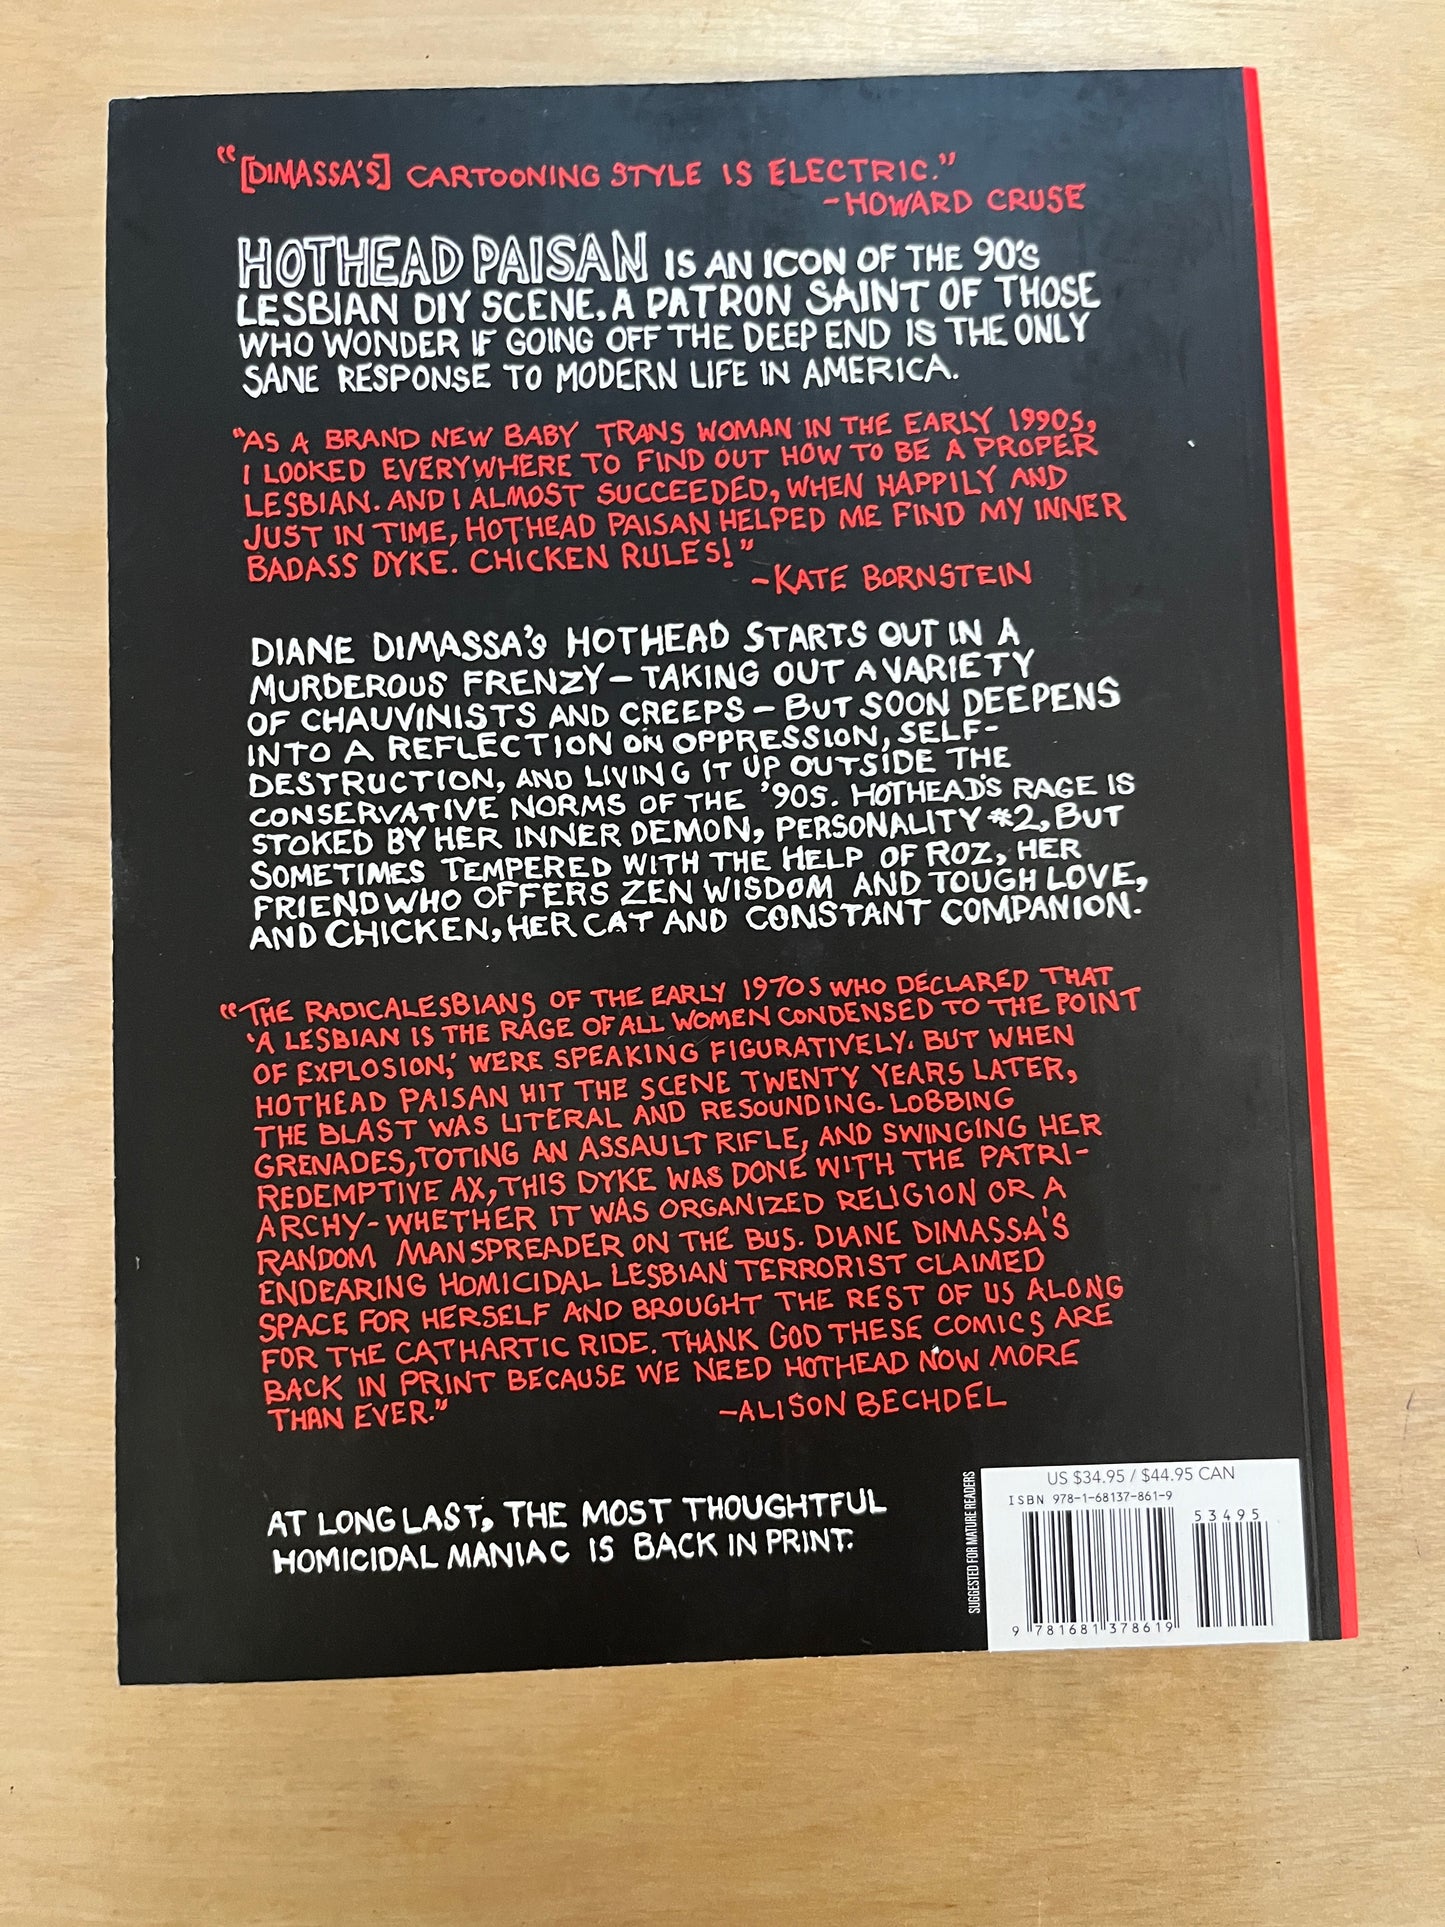 "[DIMASSA'S] CARTOONING STYLE IS ELECTRIC."
-HOWARD CRUSE
HOTHEAD PAISAN IS AN ICON OF THE 90'S
LESBIAN DIY SCENE, A PATRON SAINT OF THOSE
WHO WONDER IF GOING OFF THE DEEP END IS THE ONLY
SANE RESPONSE TO MODERN LIFE IN AMERICA.
"AS A BRAND NEW BABY TRANS WOMAN IN THE EARLY 1990S,
I LOOKED EVERYWHERE TO FIND OUT HOW TO BE A PROPER
LESBIAN. AND I ALMOST SUCCEEDED, WHEN HAPPILY AND
JUST IN TIME, HOTHEAD PAISAN HELPED ME FIND MY INNER
BADASS DYKE. CHICKEN RULES!"
-KATE BORNSTEIN
DIANE DIMASSA'S HOTHEAD STARTS OUT IN A
MURDEROUS FRENZY - TAKING OUT A VARIETY
OF CHAUVINISTS AND CREEPS - BUT SOON DEEPENS
INTO A REFLECTION ON OPPRESSION, SELF-
DESTRUCTION, AND LIVING IT UP OUTSIDE THE
CONSERVATIVE NORMS OF THE '90S. HOTHEAD'S RAGE IS
STOKED BY HER INNER DEMON, PERSONALITY #2, BUT
SOMETIMES TEMPERED WITH THE HELP OF ROZ, HER
FRIEND WHO OFFERS ZEN WISDOM AND TOUGH LOVE,
AND CHICKEN, HER CAT AND CONSTANT COMPANION.
"THE RADICALESBIANS OF THE EARLY 1970S WHO DECLARED THAT
'A LESBIAN IS THE RAGE OF ALL WOMEN CONDENSED TO THE POINT
OF EXPLOSION,' WERE SPEAKING FIGURATIVELY. BUT WHEN
HOTHEAD PAISAN HIT THE SCENE TWENTY YEARS LATER,
THE BLAST WAS LITERAL AND RESOUNDING. LOBBING
GRENADES, TOTING AN ASSAULT RIFLE, AND SWINGING HER
REDEMPTIVE AX, THIS DYKE WAS DONE WITH THE PATRI-
ARCHY - WHETHER IT WAS ORGANIZED RELIGION OR A
RANDOM MANSPREADER ON THE BUS. DIANE DIMASSA'S
ENDEARING HOMICIDAL LESBIAN TERRORIST CLAIMED
SPACE FOR HERSELF AND BROUGHT THE REST OF US ALONG
FOR THE CATHARTIC RIDE. THANK GOD THESE COMICS ARE
BACK IN PRINT BECAUSE WE NEED HOTHEAD NOW MORE
THAN EVER."
-ALISON BECHDEL
AT LONG LAST, THE MOST THOUGHTFUL
HOMICIDAL MANIAC IS BACK IN PRINT.
SUGGESTED FOR MATURE READERS
US $34.95 / $44.95 CAN
ISBN 978-1-68137-861-9
53495
9 781681 378619